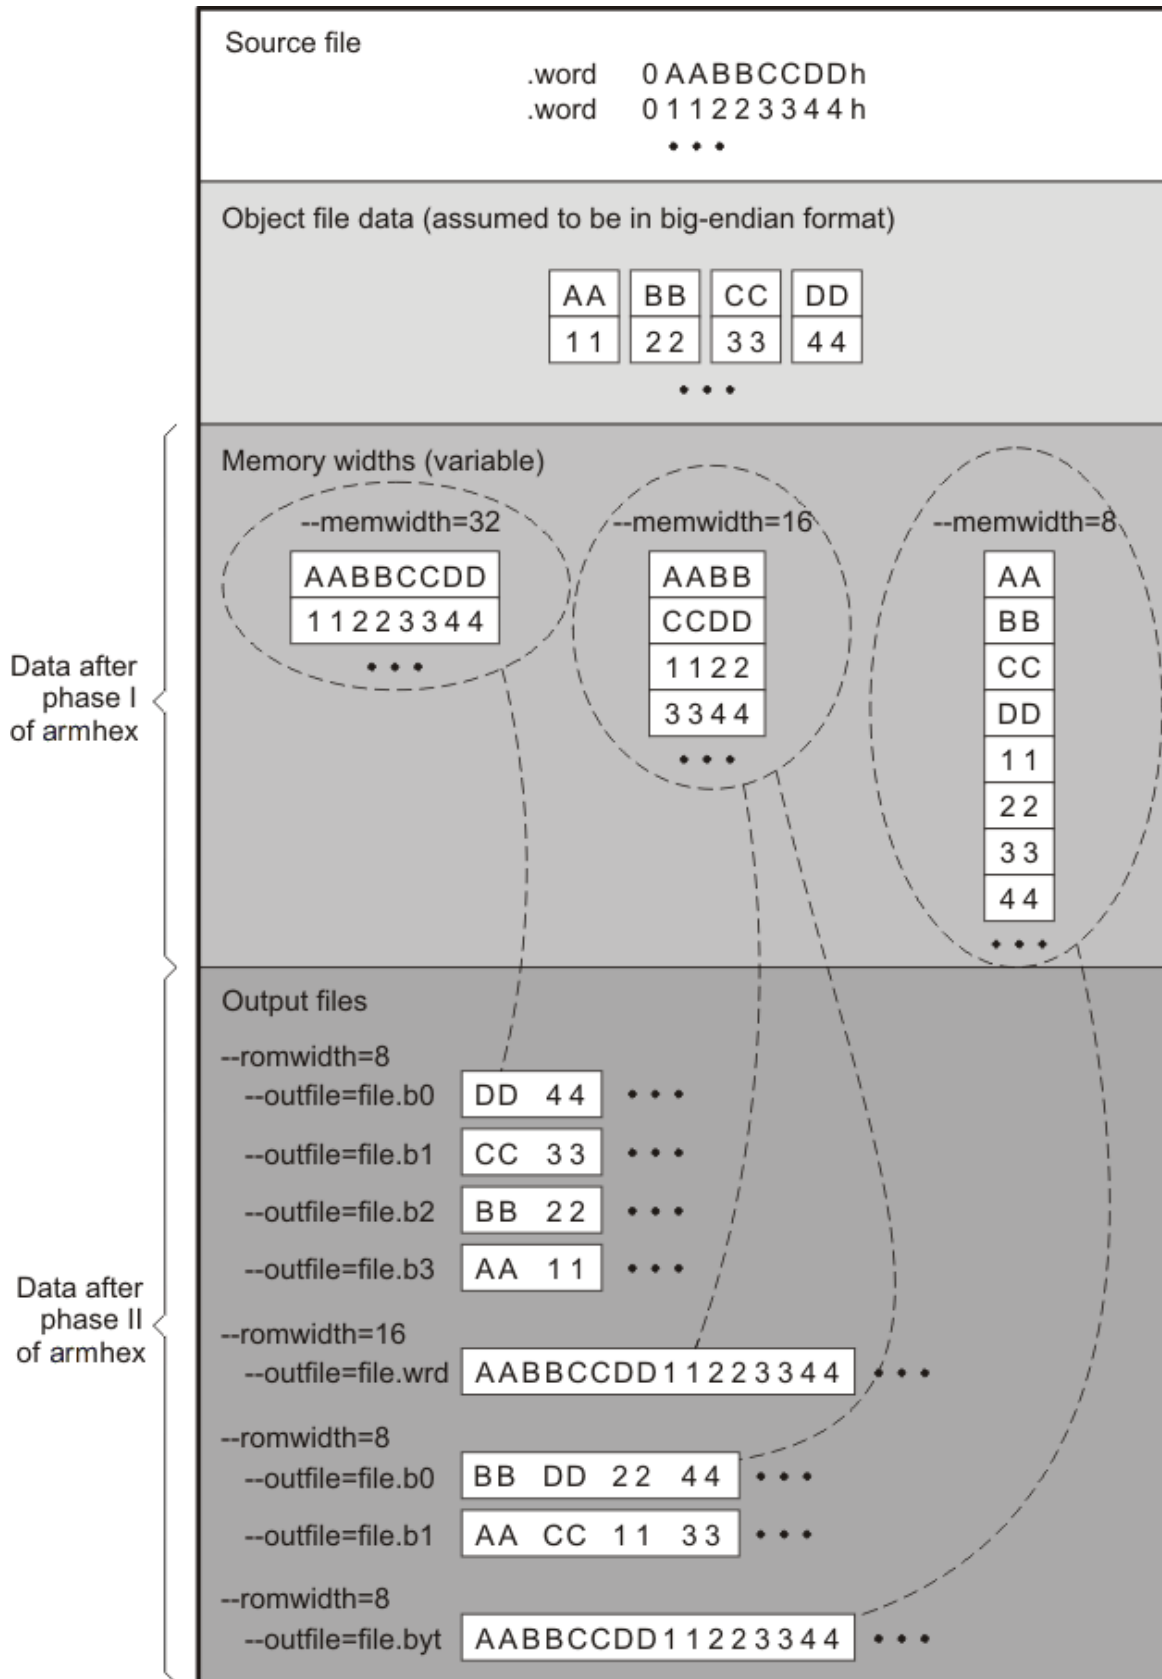 Source file
.word 0AABBCCDDh
.word 011223344h
• • •
Object file data (assumed to be in big-endian format)
AA BB CC DD
11 22 33 44
• • •
Memory widths (variable)
--memwidth=32 --memwidth=16 --memwidth=8
AABBCCDD AABB AA
11223344 CCDD BB
• • • 1122 CC
3344 DD
• • • 11
22
33
44
• • •
Data after
phase I
of armhex
Output files
--romwidth=8
--outfile=file.b0 DD 44 • • •
--outfile=file.b1 CC 33 • • •
--outfile=file.b2 BB 22 • • •
--outfile=file.b3 AA 11 • • •
--romwidth=16
--outfile=file.wrd AABBCCDD11223344 • • •
--romwidth=8
--outfile=file.b0 BB DD 22 44 • • •
--outfile=file.b1 AA CC 11 33 • • •
--romwidth=8
--outfile=file.byt AABBCCDD11223344 • • •
Data after
phase II
of armhex